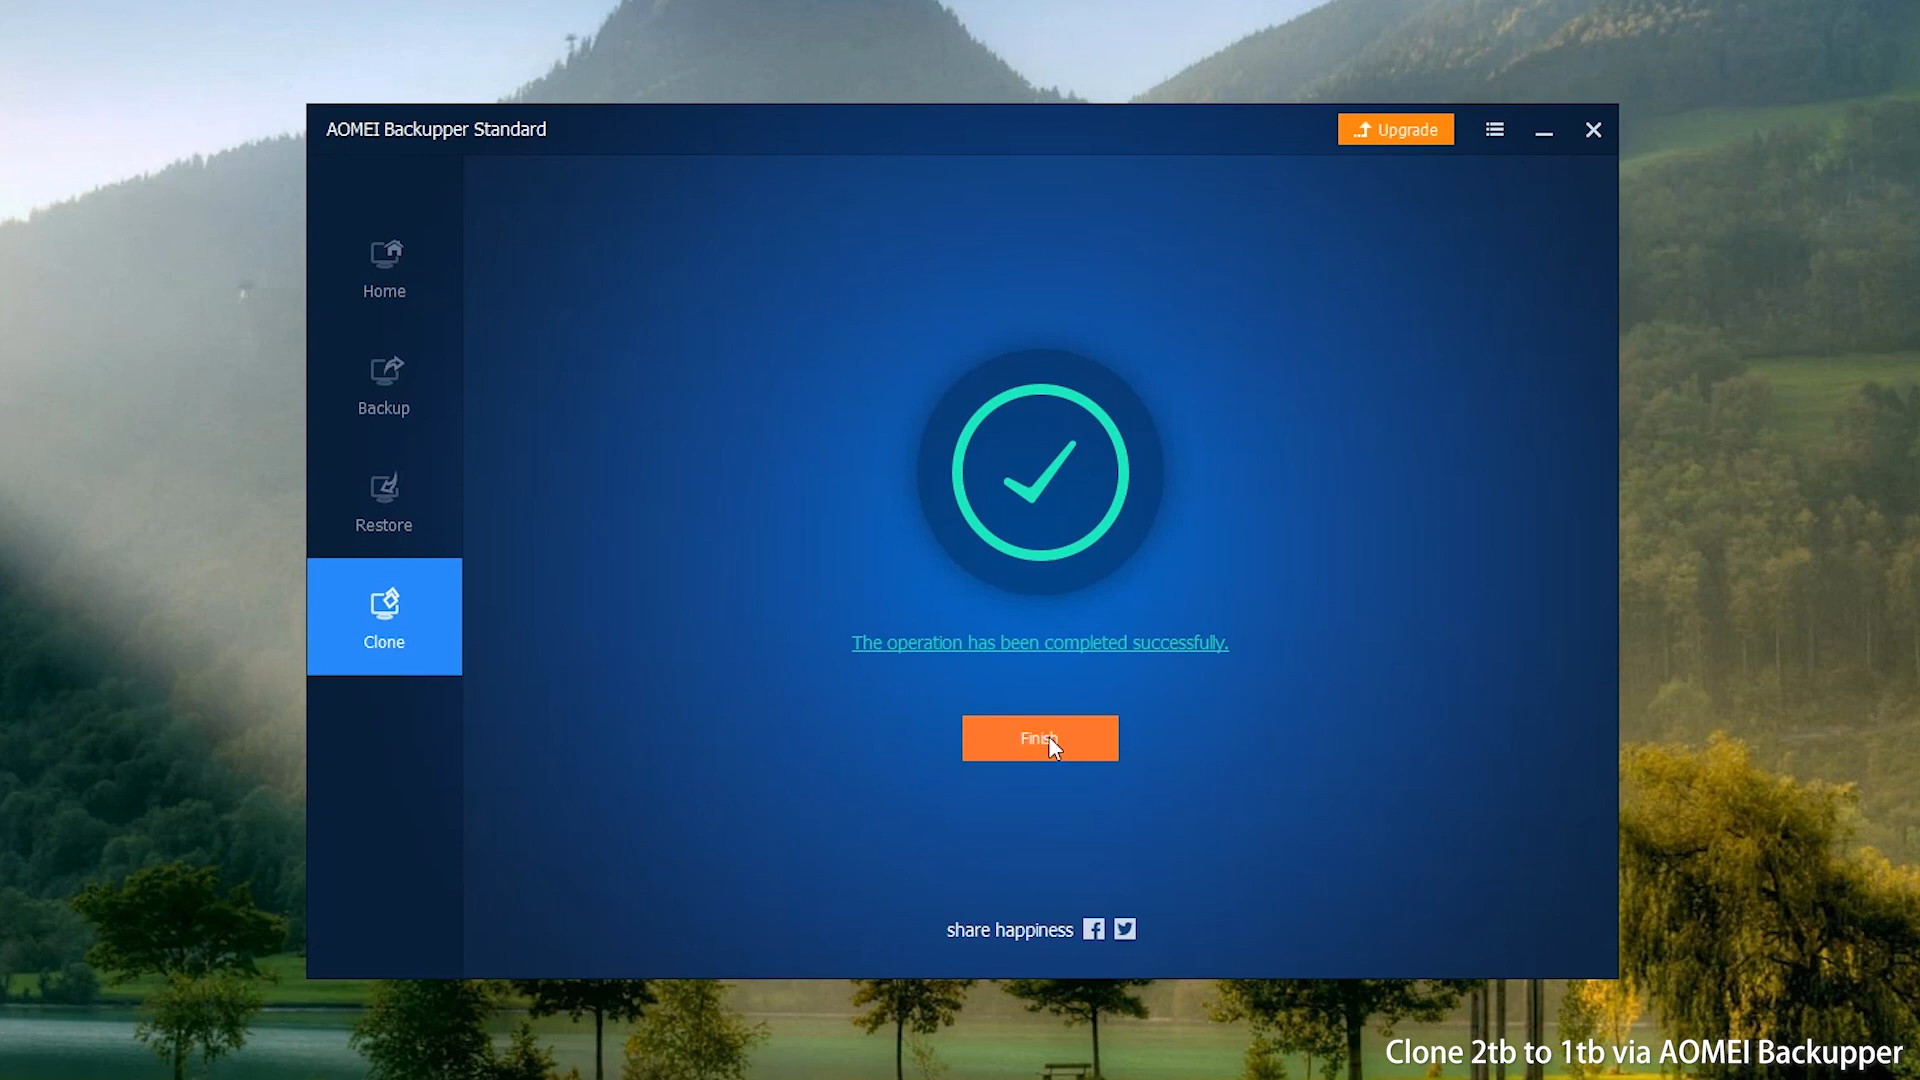 AOMEI Backupper Standard
Upgrade
Home
Backup
Restore
Clone
The operation has been completed successfully.
Finish
share happiness
Clone 2tb to 1tb via AOMEI Backupper